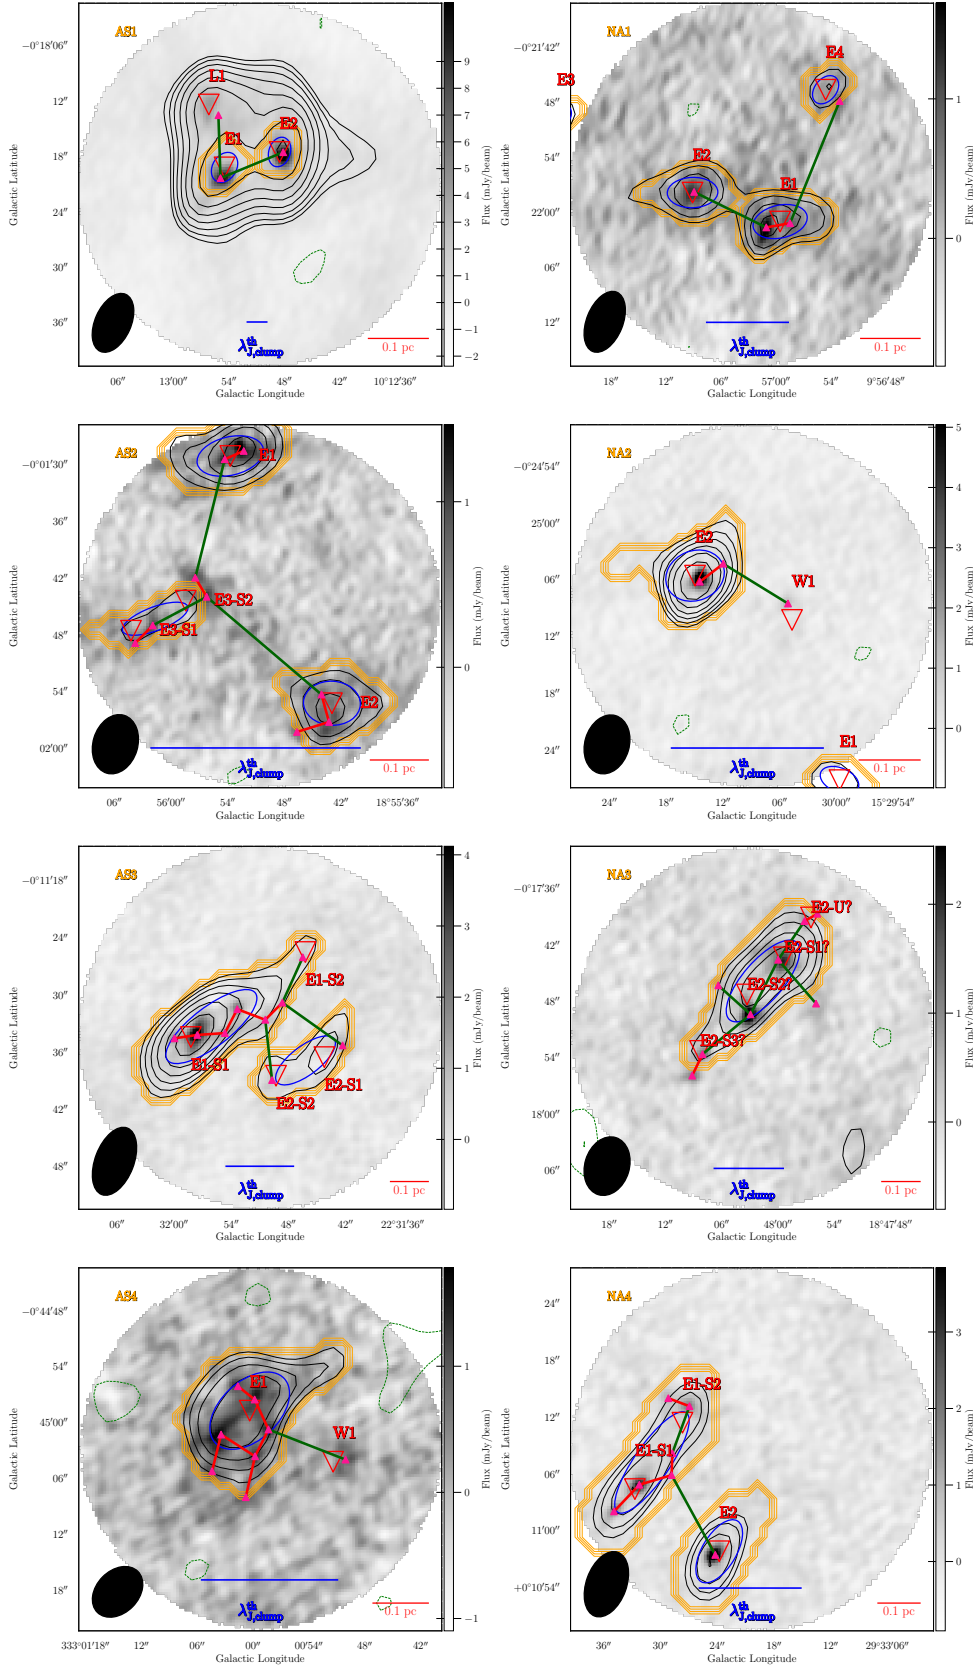 AS1
L1
E1
E2
−0°18′06″
12″
18″
24″
30″
36″
Galactic Latitude
λ^th_J,clump
0.1 pc
06″ 13′00″ 54″ 48″ 42″ 10°12′36″
Galactic Longitude
9
8
7
6
5
4
3
2
1
0
−1
−2
Flux (mJy/beam)
NA1
E3
E4
E2
E1
−0°21′42″
48″
54″
22′00″
06″
12″
Galactic Latitude
λ^th_J,clump
0.1 pc
18″ 12″ 06″ 57′00″ 54″ 9°56′48″
Galactic Longitude
1
0
Flux (mJy/beam)
AS2
E1
E3-S2
E3-S1
E2
−0°01′30″
36″
42″
48″
54″
02′00″
Galactic Latitude
λ^th_J,clump
0.1 pc
06″ 56′00″ 54″ 48″ 42″ 18°55′36″
Galactic Longitude
1
0
Flux (mJy/beam)
NA2
E2
W1
E1
−0°24′54″
25′00″
06″
12″
18″
24″
Galactic Latitude
λ^th_J,clump
0.1 pc
24″ 18″ 12″ 06″ 30′00″ 15°29′54″
Galactic Longitude
5
4
3
2
1
0
Flux (mJy/beam)
AS3
E1-S2
E1-S1
E2-S1
E2-S2
−0°11′18″
24″
30″
36″
42″
48″
Galactic Latitude
λ^th_J,clump
0.1 pc
06″ 32′00″ 54″ 48″ 42″ 22°31′36″
Galactic Longitude
4
3
2
1
0
Flux (mJy/beam)
NA3
E2-U?
E2-S1?
E2-S2?
E2-S3?
−0°17′36″
42″
48″
54″
18′00″
06″
Galactic Latitude
λ^th_J,clump
0.1 pc
18″ 12″ 06″ 48′00″ 54″ 18°47′48″
Galactic Longitude
2
1
0
Flux (mJy/beam)
AS4
E1
W1
−0°44′48″
54″
45′00″
06″
12″
18″
Galactic Latitude
λ^th_J,clump
0.1 pc
333°01′18″ 12″ 06″ 00″ 00′54″ 48″ 42″
Galactic Longitude
1
0
−1
Flux (mJy/beam)
NA4
E1-S2
E1-S1
E2
24″
18″
12″
06″
11′00″
+0°10′54″
Galactic Latitude
λ^th_J,clump
0.1 pc
36″ 30″ 24″ 18″ 12″ 29°33′06″
Galactic Longitude
3
2
1
0
Flux (mJy/beam)